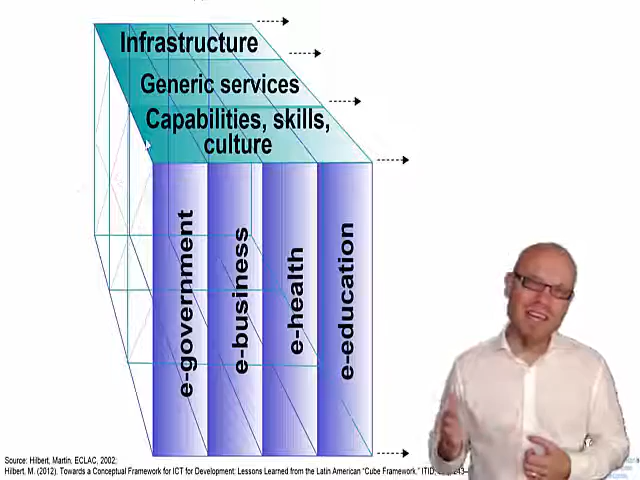 Infrastructure
Generic services
Capabilities, skills,
culture
e-government
e-business
e-health
e-education
Source: Hilbert, Martin, ECLAC, 2002;
Hilbert, M. (2012). Towards a Conceptual Framework for ICT for Development: Lessons Learned from the Latin American "Cube Framework." ITID,